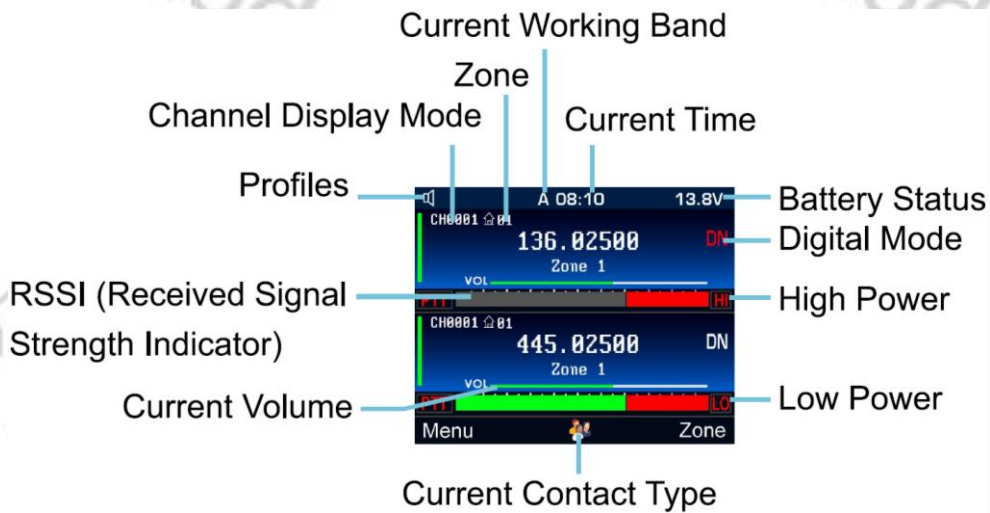 Current Working Band
Zone
Channel Display Mode
Current Time
Profiles
Battery Status
Digital Mode
RSSI (Received Signal
Strength Indicator)
High Power
Current Volume
Low Power
Current Contact Type
A 08:10
13.8V
CH0001 01
136.02500
DN
Zone 1
VOL
PTT
HI
CH0001 01
445.02500
DN
Zone 1
VOL
PTT
LO
Menu
Zone